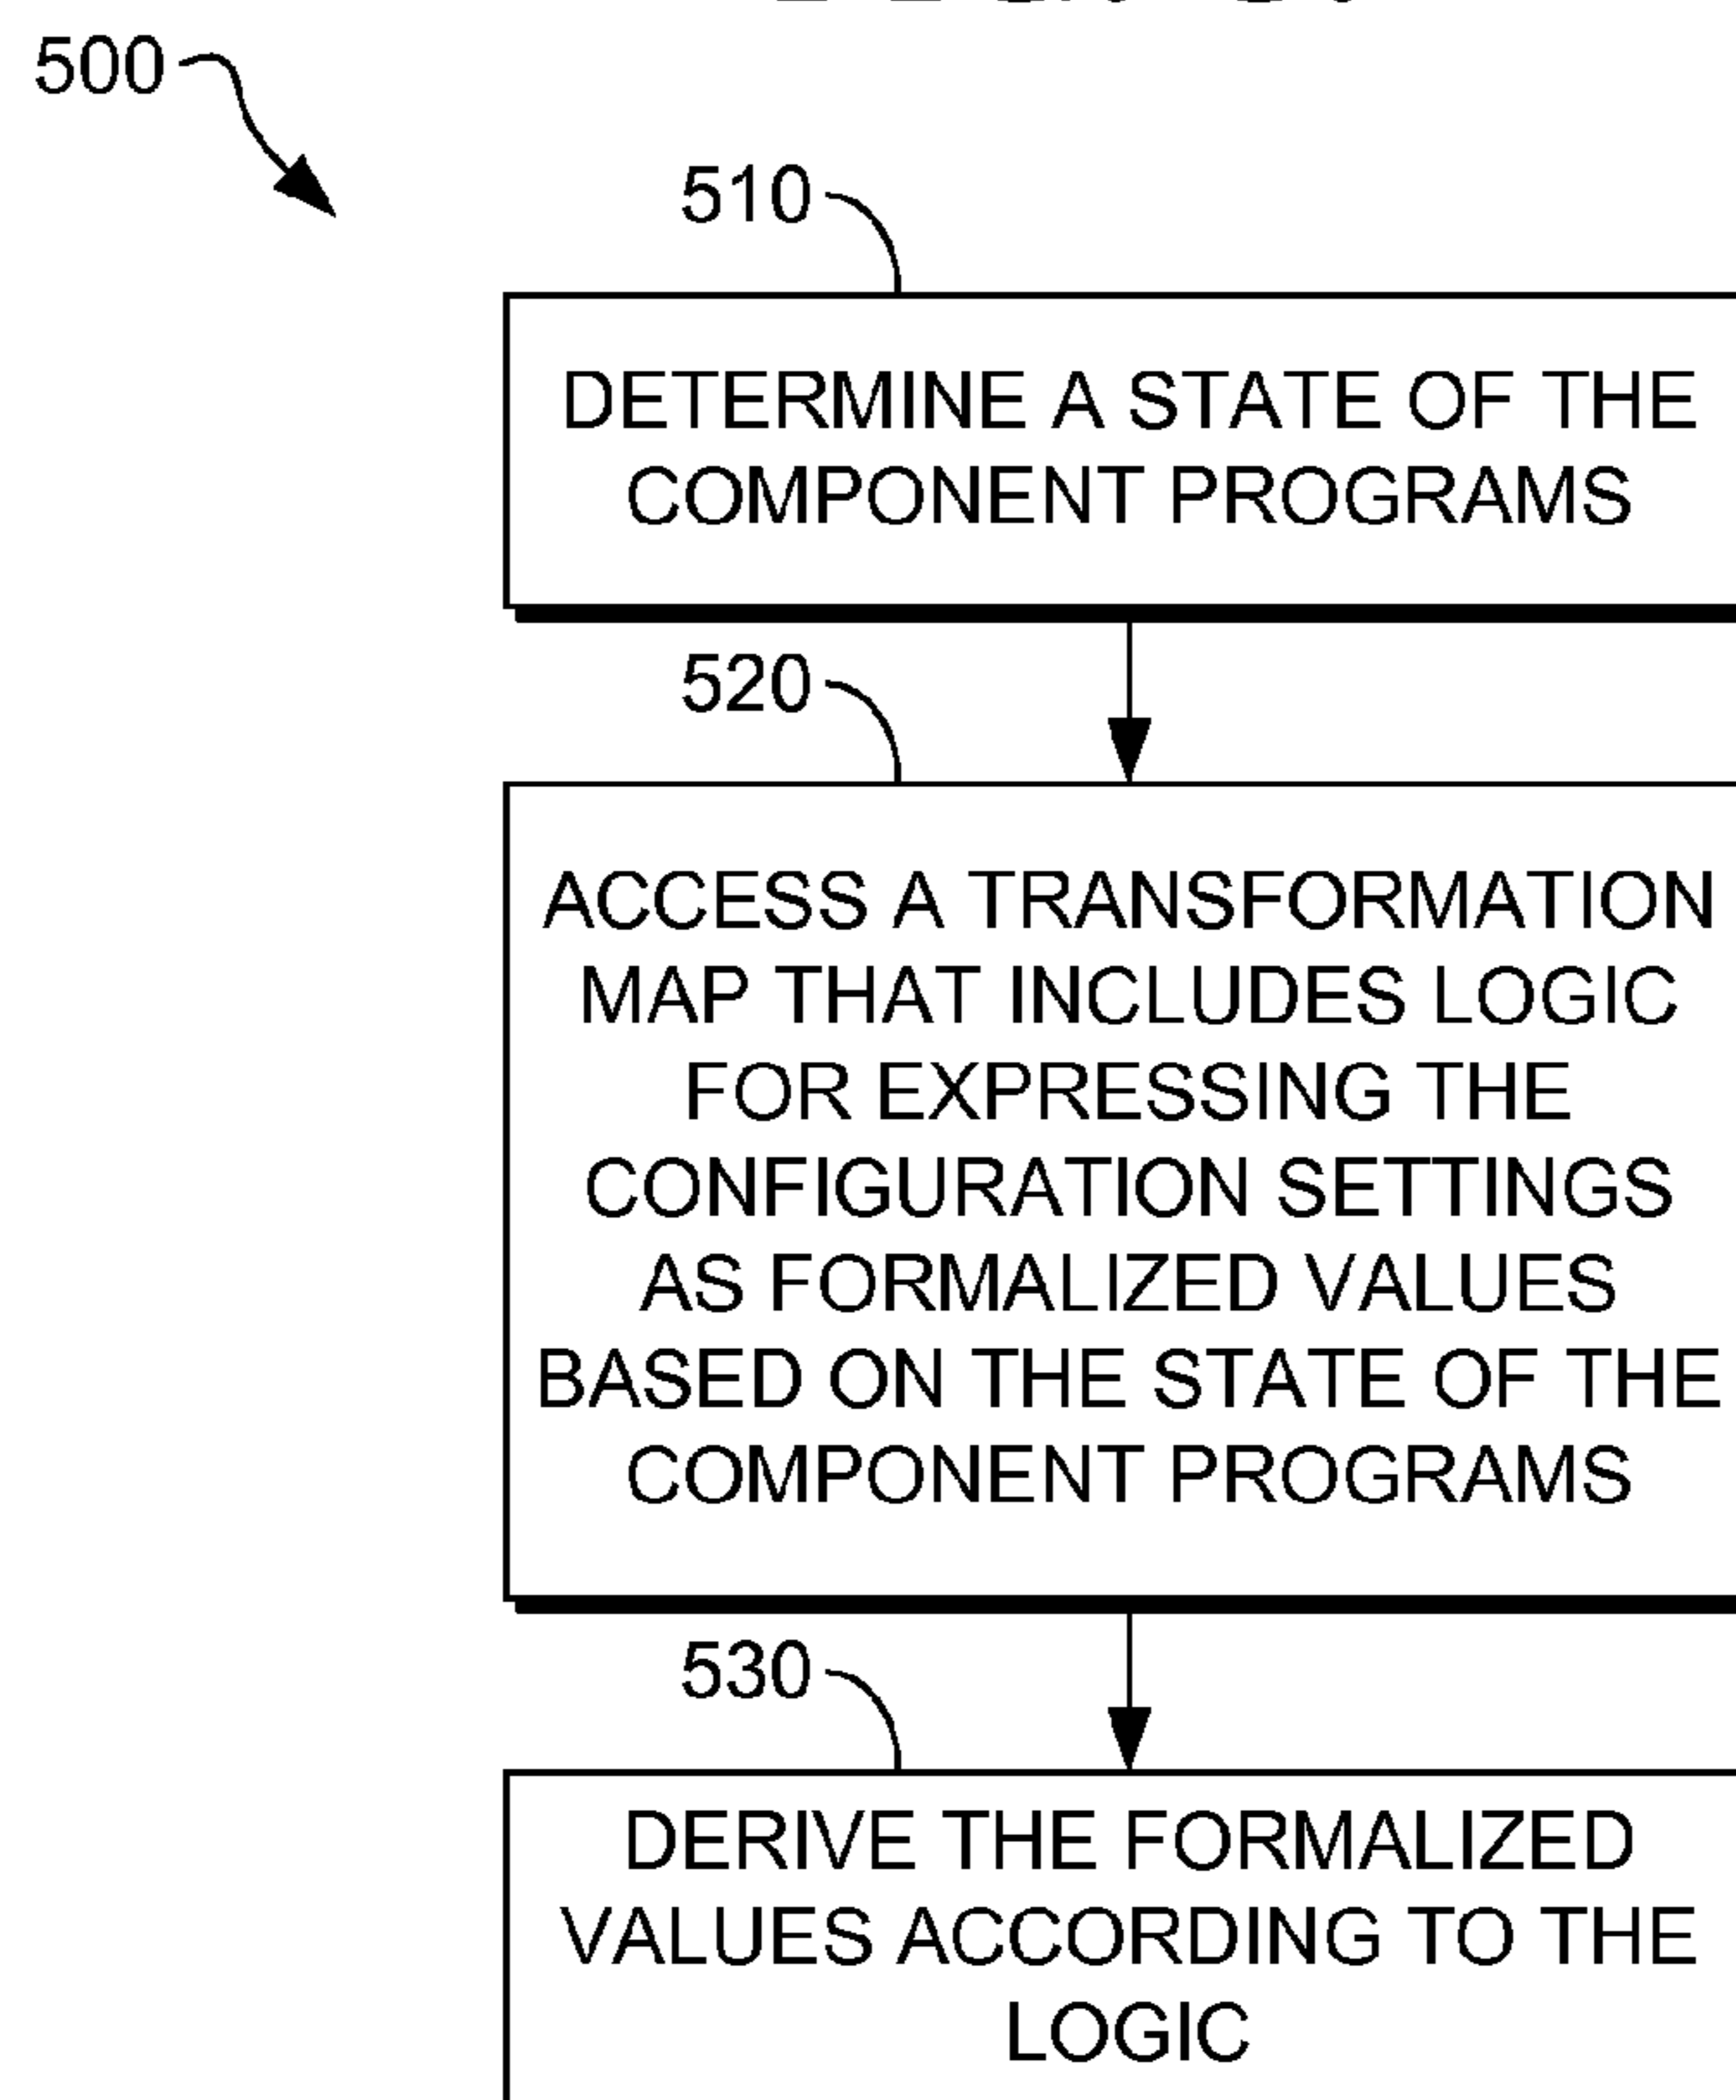 500
510
DETERMINE A STATE OF THE
COMPONENT PROGRAMS
520
ACCESS A TRANSFORMATION
MAP THAT INCLUDES LOGIC
FOR EXPRESSING THE
CONFIGURATION SETTINGS
AS FORMALIZED VALUES
BASED ON THE STATE OF THE
COMPONENT PROGRAMS
530
DERIVE THE FORMALIZED
VALUES ACCORDING TO THE
LOGIC